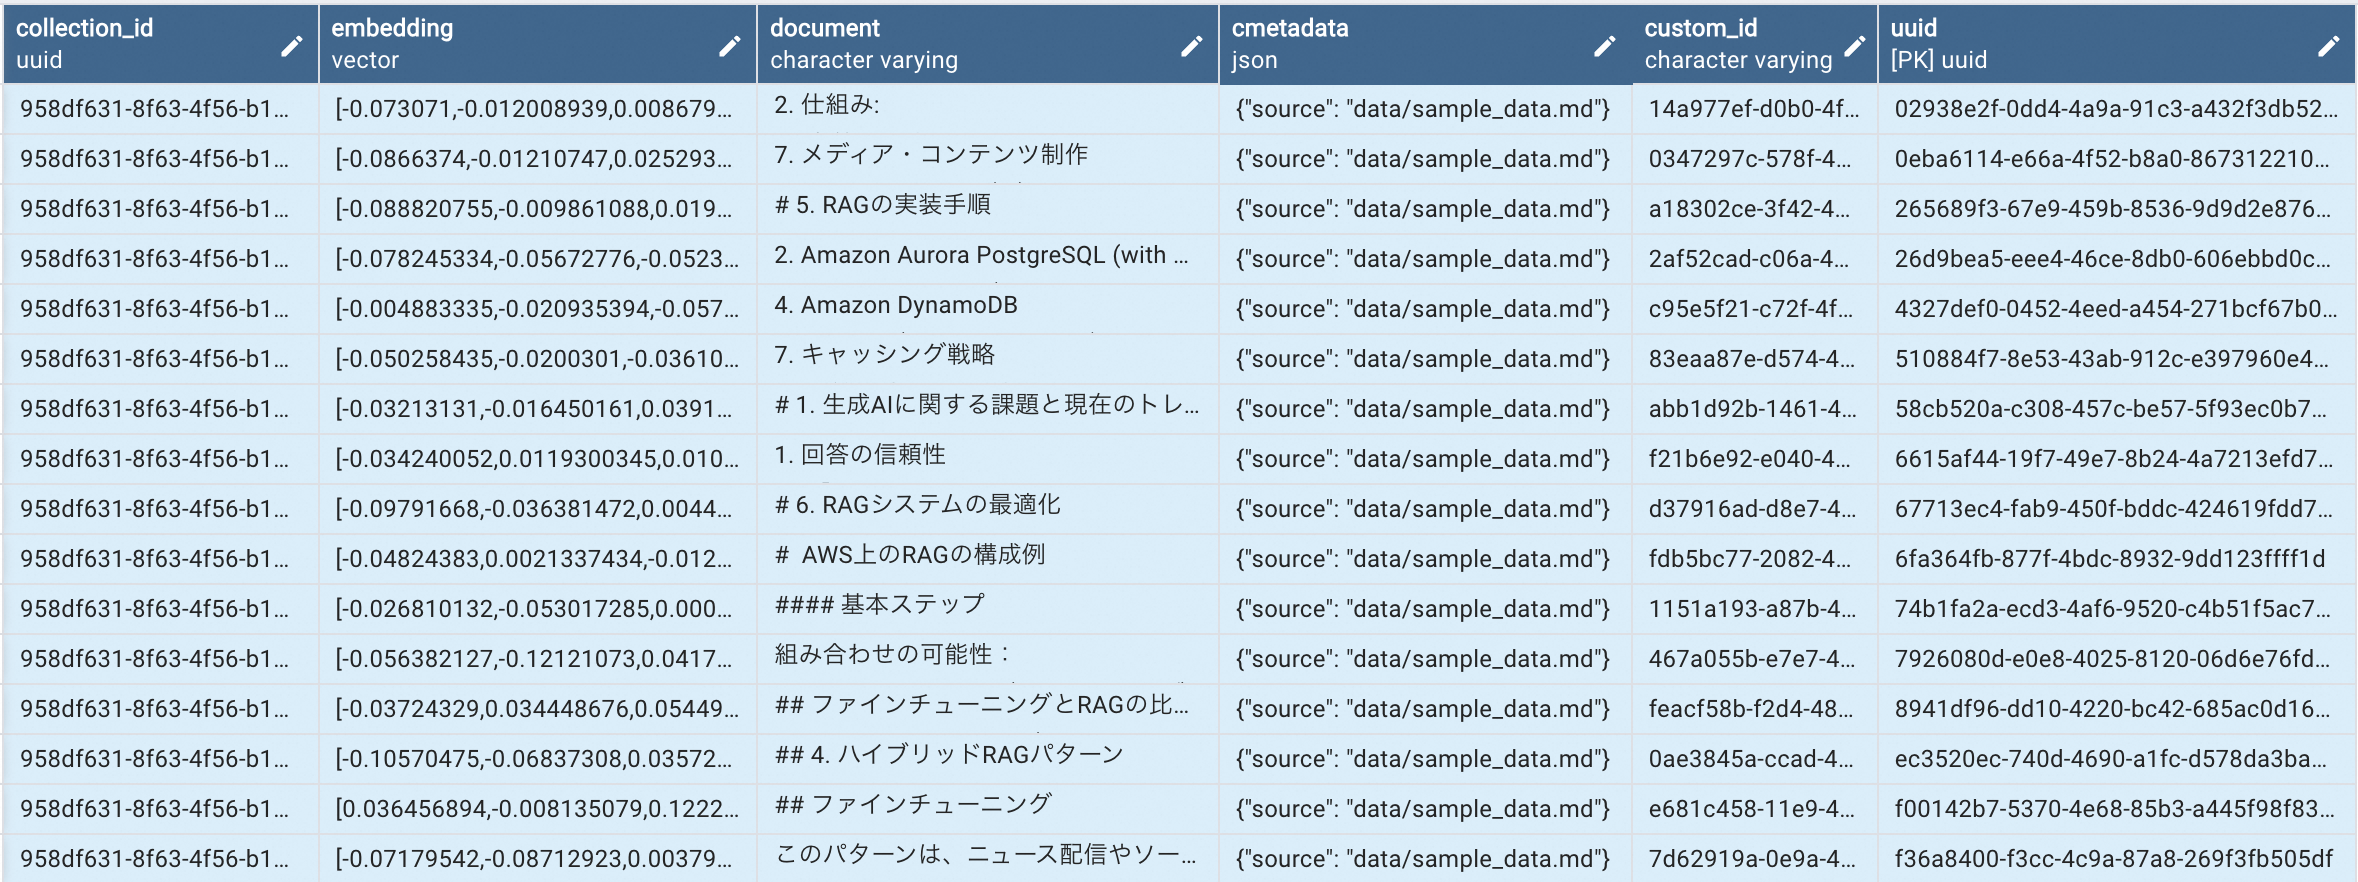 collection_id embedding document cmetadata custom_id uuid
uuid vector character varying json character varying [PK] uuid
958df631-8f63-4f56-b1... [-0.073071,-0.012008939,0.008679... 2. 仕組み: {"source": "data/sample_data.md"} 14a977ef-d0b0-4f... 02938e2f-0dd4-4a9a-91c3-a432f3db52...
958df631-8f63-4f56-b1... [-0.0866374,-0.01210747,0.025293... 7. メディア・コンテンツ制作 {"source": "data/sample_data.md"} 0347297c-578f-4... 0eba6114-e66a-4f52-b8a0-867312210...
958df631-8f63-4f56-b1... [-0.088820755,-0.009861088,0.019... # 5. RAGの実装手順 {"source": "data/sample_data.md"} a18302ce-3f42-4... 265689f3-67e9-459b-8536-9d9d2e876...
958df631-8f63-4f56-b1... [-0.078245334,-0.05672776,-0.0523... 2. Amazon Aurora PostgreSQL (with ... {"source": "data/sample_data.md"} 2af52cad-c06a-4... 26d9bea5-eee4-46ce-8db0-606ebbd0c...
958df631-8f63-4f56-b1... [-0.004883335,-0.020935394,-0.057... 4. Amazon DynamoDB {"source": "data/sample_data.md"} c95e5f21-c72f-4f... 4327def0-0452-4eed-a454-271bcf67b0...
958df631-8f63-4f56-b1... [-0.050258435,-0.0200301,-0.03610... 7. キャッシング戦略 {"source": "data/sample_data.md"} 83eaa87e-d574-4... 510884f7-8e53-43ab-912c-e397960e4...
958df631-8f63-4f56-b1... [-0.03213131,-0.016450161,0.0391... # 1. 生成AIに関する課題と現在のトレ... {"source": "data/sample_data.md"} abb1d92b-1461-4... 58cb520a-c308-457c-be57-5f93ec0b7...
958df631-8f63-4f56-b1... [-0.034240052,0.0119300345,0.010... 1. 回答の信頼性 {"source": "data/sample_data.md"} f21b6e92-e040-4... 6615af44-19f7-49e7-8b24-4a7213efd7...
958df631-8f63-4f56-b1... [-0.09791668,-0.036381472,0.0044... # 6. RAGシステムの最適化 {"source": "data/sample_data.md"} d37916ad-d8e7-4... 67713ec4-fab9-450f-bddc-424619fdd7...
958df631-8f63-4f56-b1... [-0.04824383,0.0021337434,-0.012... #  AWS上のRAGの構成例 {"source": "data/sample_data.md"} fdb5bc77-2082-4... 6fa364fb-877f-4bdc-8932-9dd123ffff1d
958df631-8f63-4f56-b1... [-0.026810132,-0.053017285,0.000... #### 基本ステップ {"source": "data/sample_data.md"} 1151a193-a87b-4... 74b1fa2a-ecd3-4af6-9520-c4b51f5ac7...
958df631-8f63-4f56-b1... [-0.056382127,-0.12121073,0.0417... 組み合わせの可能性： {"source": "data/sample_data.md"} 467a055b-e7e7-4... 7926080d-e0e8-4025-8120-06d6e76fd...
958df631-8f63-4f56-b1... [-0.03724329,0.034448676,0.05449... ## ファインチューニングとRAGの比... {"source": "data/sample_data.md"} feacf58b-f2d4-48... 8941df96-dd10-4220-bc42-685ac0d16...
958df631-8f63-4f56-b1... [-0.10570475,-0.06837308,0.03572... ## 4. ハイブリッドRAGパターン {"source": "data/sample_data.md"} 0ae3845a-ccad-4... ec3520ec-740d-4690-a1fc-d578da3ba...
958df631-8f63-4f56-b1... [0.036456894,-0.008135079,0.1222... ## ファインチューニング {"source": "data/sample_data.md"} e681c458-11e9-4... f00142b7-5370-4e68-85b3-a445f98f83...
958df631-8f63-4f56-b1... [-0.07179542,-0.08712923,0.00379... このパターンは、ニュース配信やソー... {"source": "data/sample_data.md"} 7d62919a-0e9a-4... f36a8400-f3cc-4c9a-87a8-269f3fb505df